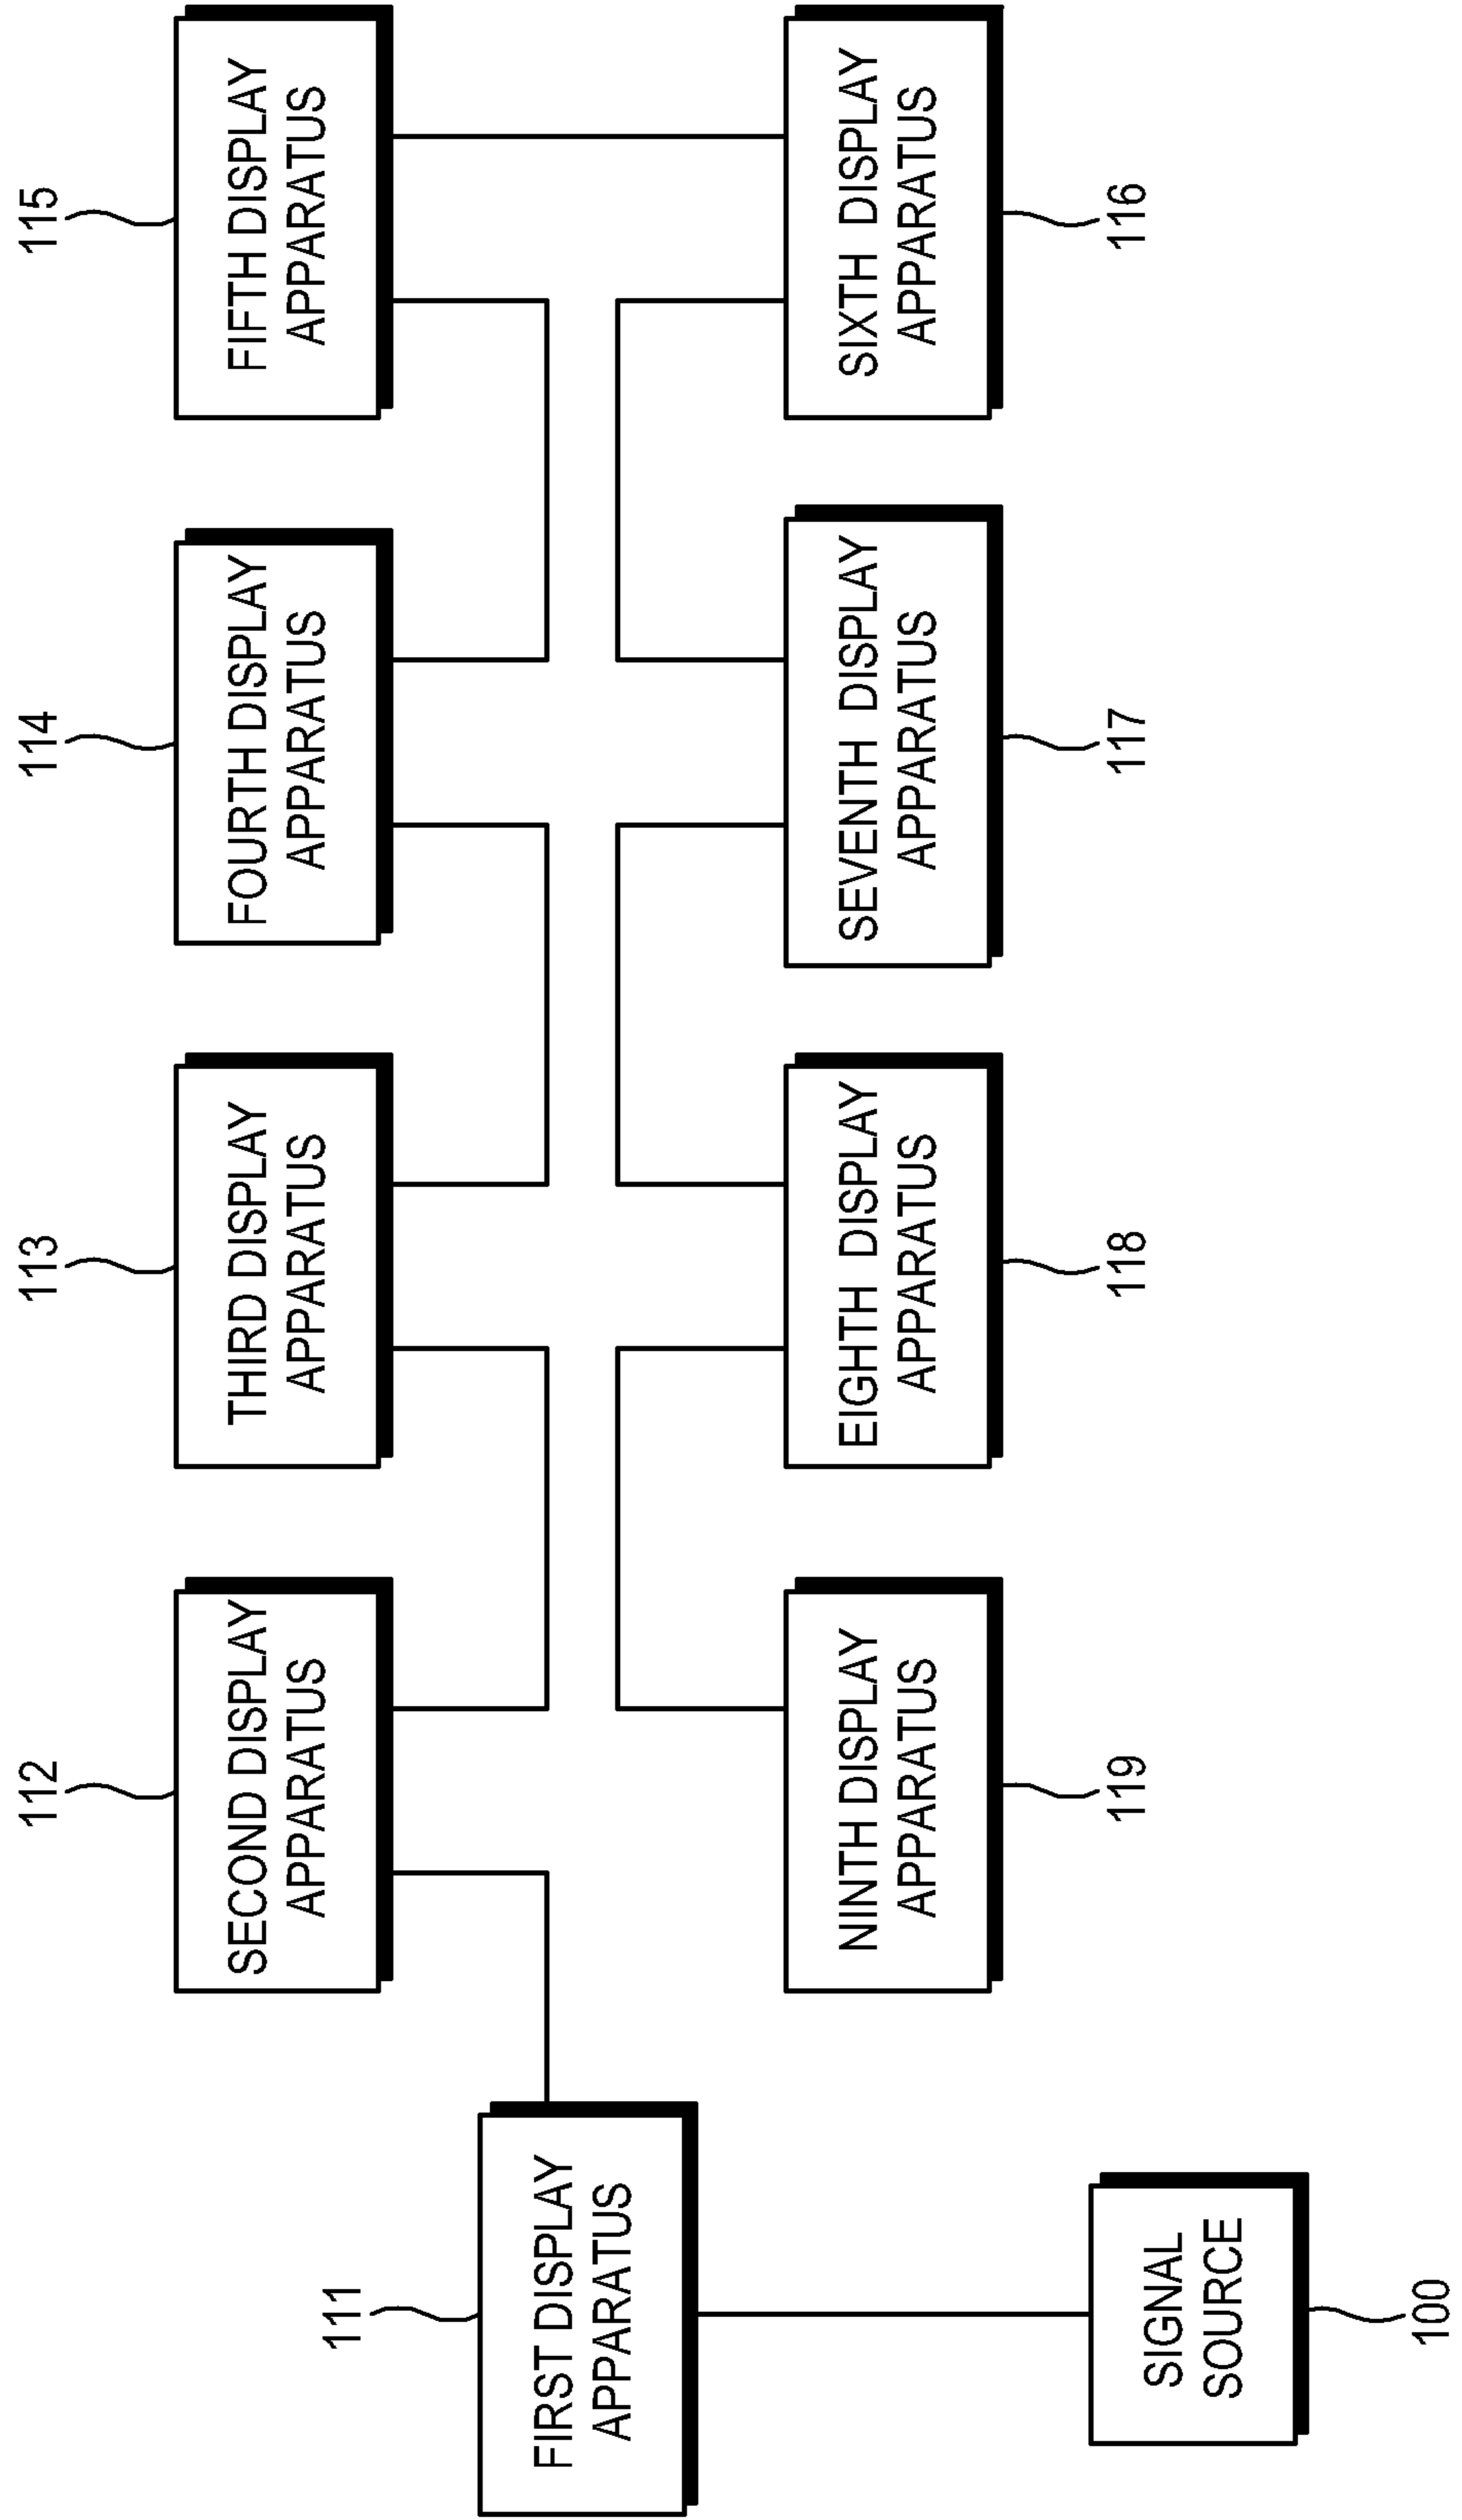 111
FIRST DISPLAY
APPARATUS
SIGNAL
SOURCE
100
112
SECOND DISPLAY
APPARATUS
113
THIRD DISPLAY
APPARATUS
114
FOURTH DISPLAY
APPARATUS
115
FIFTH DISPLAY
APPARATUS
NINTH DISPLAY
APPARATUS
119
EIGHTH DISPLAY
APPARATUS
118
SEVENTH DISPLAY
APPARATUS
117
SIXTH DISPLAY
APPARATUS
116